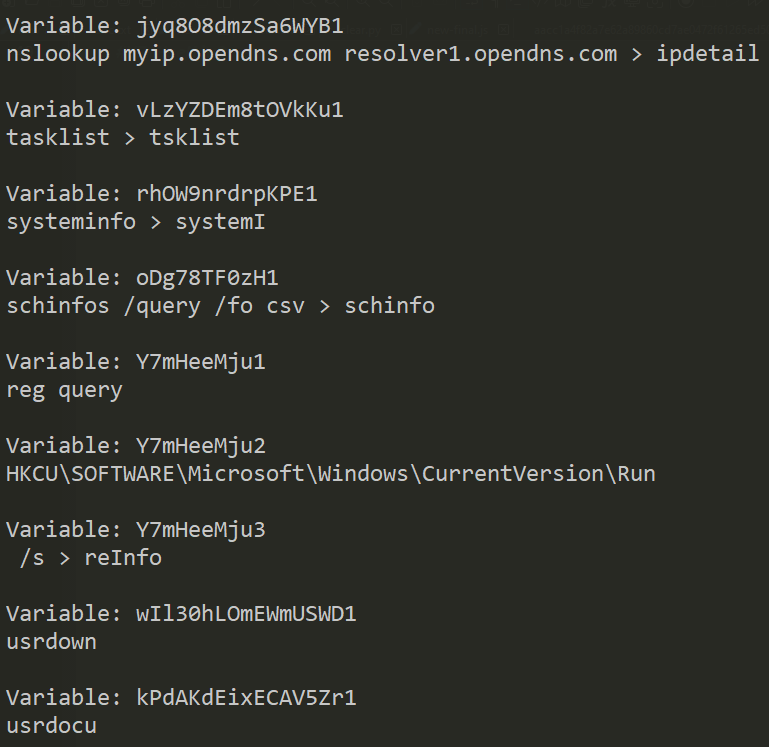 Variable: jyq8O8dmzSa6WYB1
nslookup myip.opendns.com resolver1.opendns.com > ipdetail
Variable: vLzYZDEm8tOVkKu1
tasklist > tsklist
Variable: rhOW9nrdrpKPE1
systeminfo > systemI
Variable: oDg78TF0zH1
schinfos /query /fo csv > schinfo
Variable: Y7mHeeMju1
reg query
Variable: Y7mHeeMju2
HKCU\SOFTWARE\Microsoft\Windows\CurrentVersion\Run
Variable: Y7mHeeMju3
 /s > reInfo
Variable: wIl30hLOmEWmUSWD1
usrdown
Variable: kPdAKdEixECAV5Zr1
usrdocu